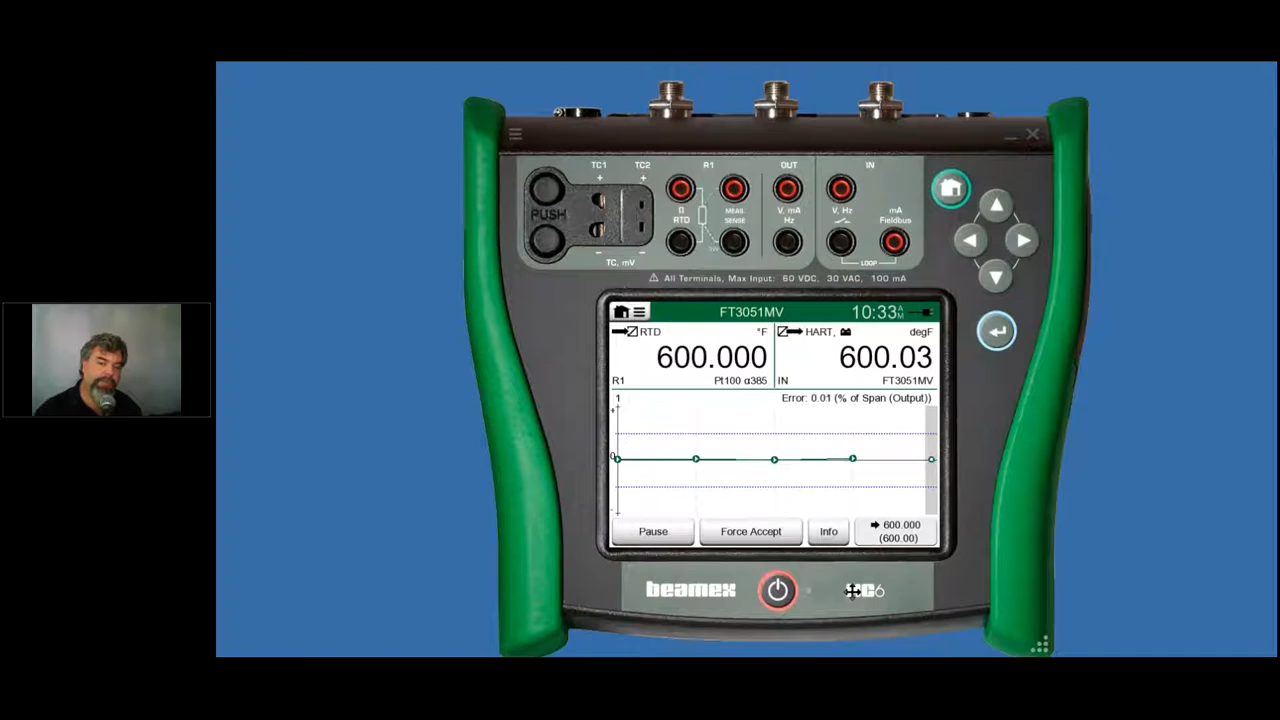 TC1 TC2 R1 OUT IN
+ +
PUSH
Ω
RTD
MEAS.
SENSE
V, mA
Hz
V, Hz
mA
Fieldbus
- -
TC, mV
LOOP
⚠ All Terminals, Max Input: 60 VDC, 30 VAC, 100 mA
FT3051MV 10:33 AM
RTD °F
600.000
R1 Pt100 α385
HART, degF
600.03
IN FT3051MV
1 Error: 0.01 (% of Span (Output))
+
0
-
Pause Force Accept Info 600.000
(600.00)
beamex